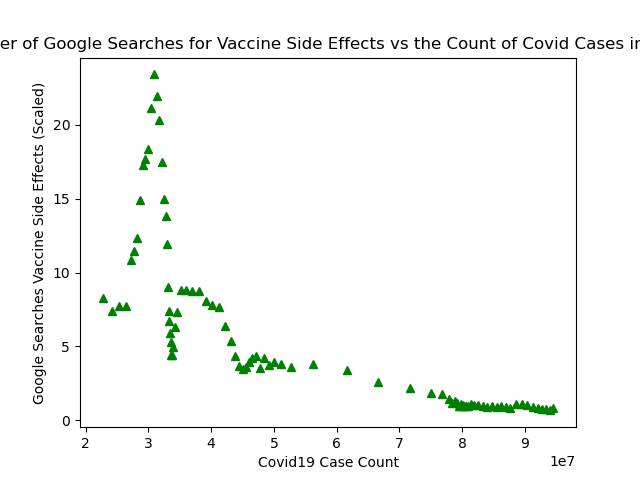 er of Google Searches for Vaccine Side Effects vs the Count of Covid Cases in
Google Searches Vaccine Side Effects (Scaled)
20
15
10
5
0
2 3 4 5 6 7 8 9
1e7
Covid19 Case Count